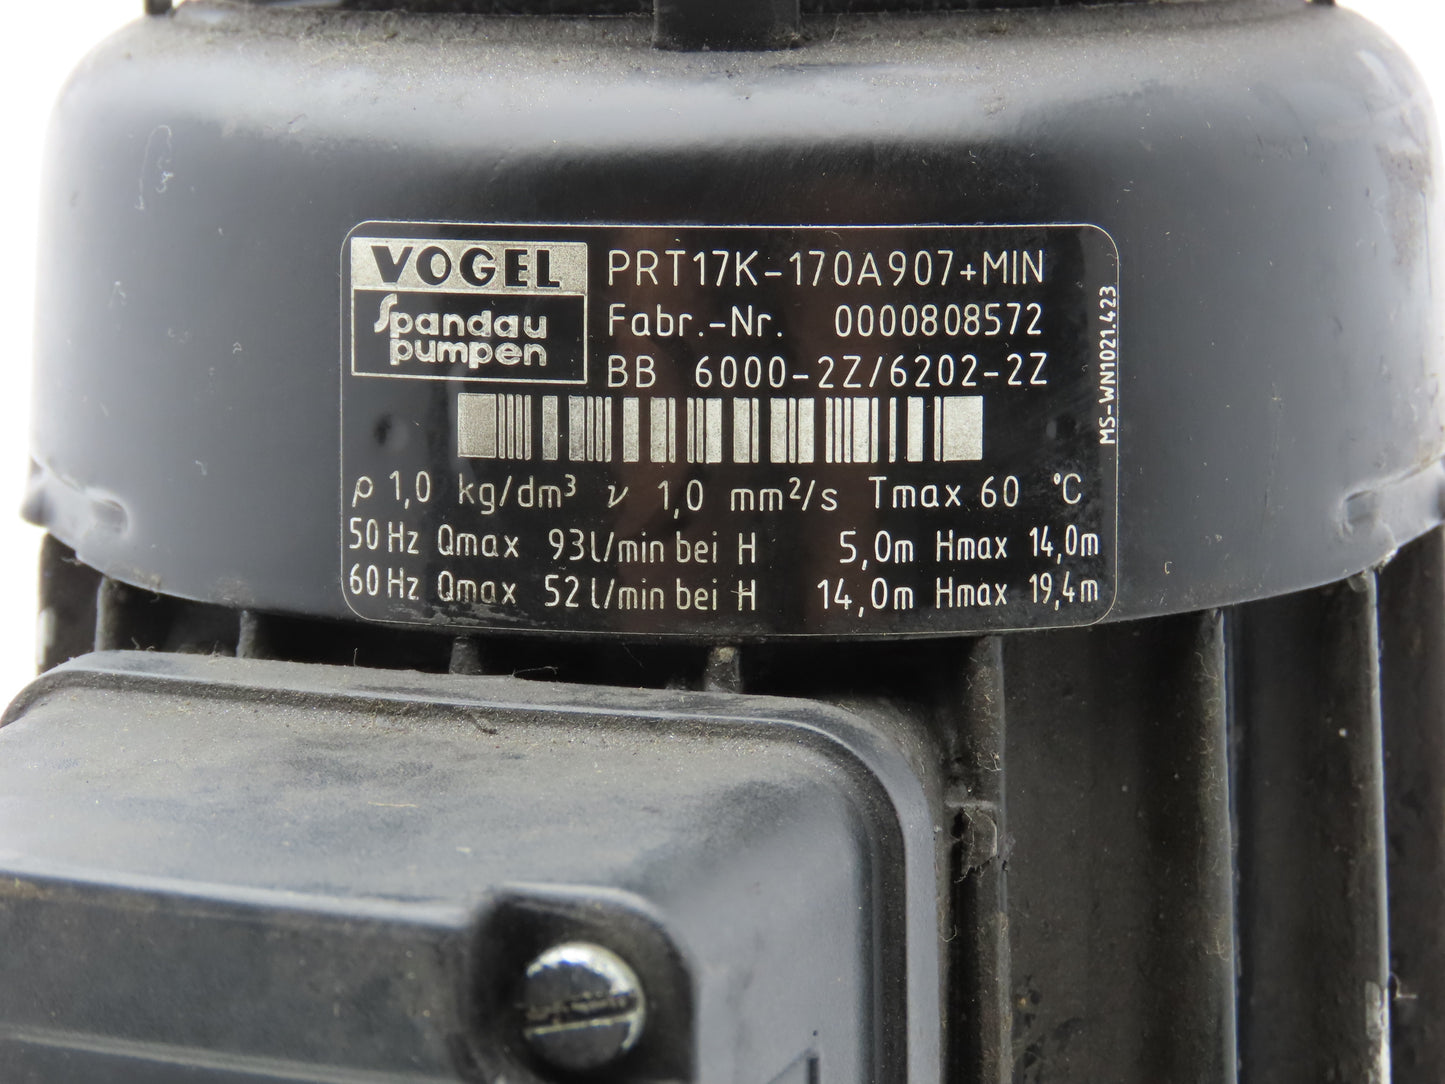 VOGEL
Spandau
pumpen
PRT17K-170A907+MIN
Fabr.-Nr. 0000808572
BB 6000-2Z/6202-2Z
MS-WN1021.423
ρ 1,0 kg/dm³ ν 1,0 mm²/s Tmax 60 °C
50 Hz Qmax 93l/min bei H 5,0m Hmax 14,0m
60 Hz Qmax 52l/min bei H 14,0m Hmax 19,4m